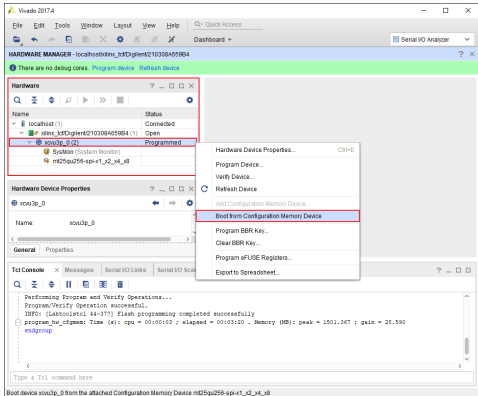 Vivado 2017.4
File Edit Tools Window Layout View Help Quick Access
Dashboard
Serial I/O Analyzer
HARDWARE MANAGER - localhost/xilinx_tcf/Digilent/210308A659B4
There are no debug cores. Program device Refresh device
Hardware
Name Status
localhost (1) Connected
xilinx_tcf/Digilent/210308A659B4 (1) Open
xcvu3p_0 (2) Programmed
SysMon (System Monitor)
mt25qu256-spi-x1_x2_x4_x8
Hardware Device Properties... Ctrl+E
Program Device...
Verify Device...
Refresh Device
Add Configuration Memory Device...
Boot from Configuration Memory Device
Program BBR Key...
Clear BBR Key...
Program eFUSE Registers...
Export to Spreadsheet...
Hardware Device Properties
xcvu3p_0
Name: xcvu3p_0
General Properties
Tcl Console Messages Serial I/O Links Serial I/O Scan
Performing Program and Verify Operations...
Program/Verify Operation successful.
INFO: [Labtoolstcl 44-377] Flash programming completed successfully
program_hw_cfgmem: Time (s): cpu = 00:00:03 ; elapsed = 00:03:20 . Memory (MB): peak = 1501.367 ; gain = 25.590
endgroup
Type a Tcl command here
Boot device xcvu3p_0 from the attached Configuration Memory Device mt25qu256-spi-x1_x2_x4_x8